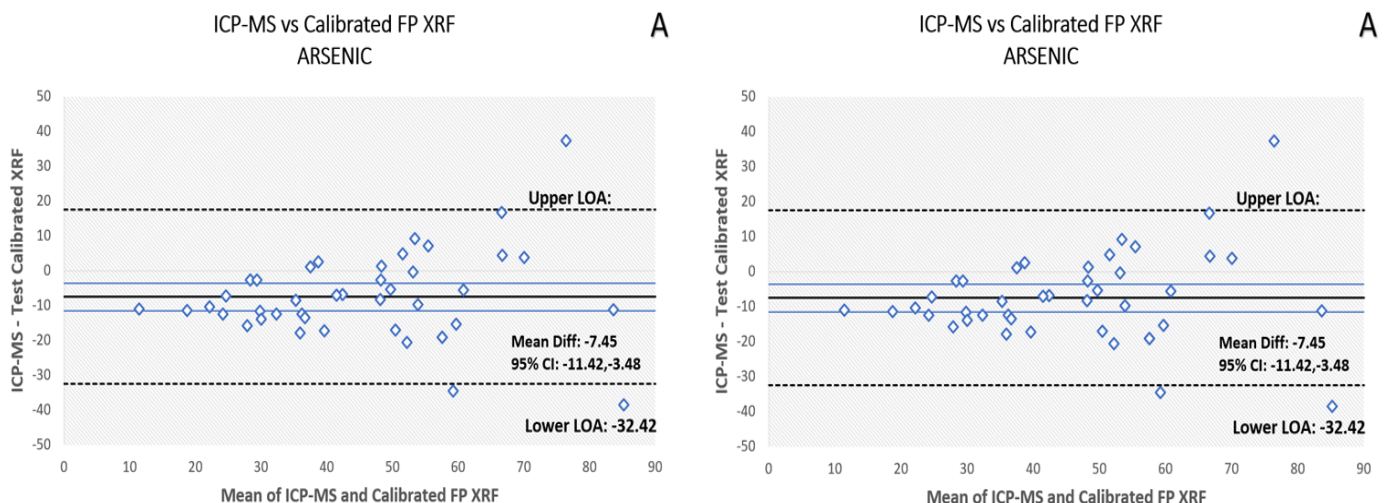 ICP-MS vs Calibrated FP XRF
ARSENIC
A
50
40
30
20
10
0
-10
-20
-30
-40
-50
ICP-MS - Test Calibrated XRF
Upper LOA:
Mean Diff: -7.45
95% CI: -11.42,-3.48
Lower LOA: -32.42
0 10 20 30 40 50 60 70 80 90
Mean of ICP-MS and Calibrated FP XRF
ICP-MS vs Calibrated FP XRF
ARSENIC
A
50
40
30
20
10
0
-10
-20
-30
-40
-50
ICP-MS - Test Calibrated XRF
Upper LOA:
Mean Diff: -7.45
95% CI: -11.42,-3.48
Lower LOA: -32.42
0 10 20 30 40 50 60 70 80 90
Mean of ICP-MS and Calibrated FP XRF